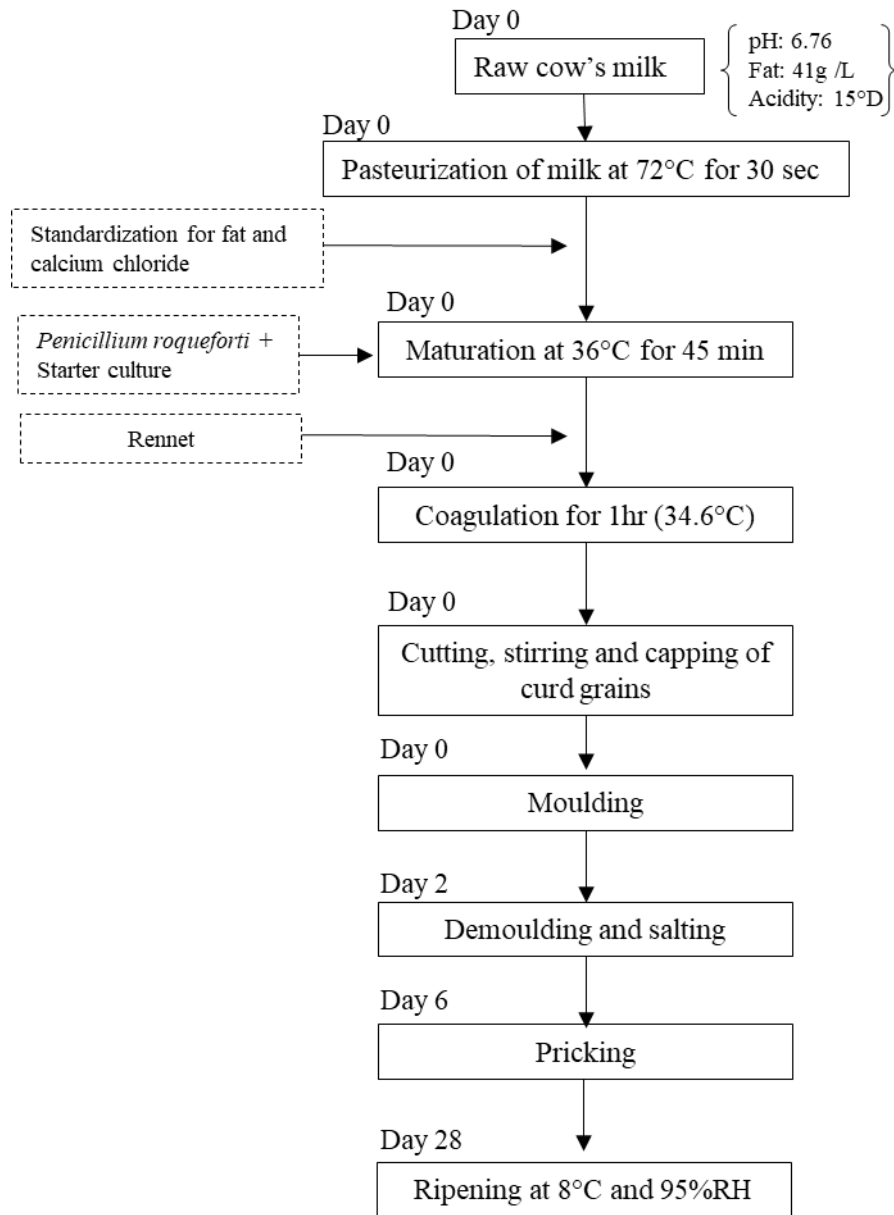 Day 0
Raw cow's milk
pH: 6.76
Fat: 41g /L
Acidity: 15°D
Day 0
Pasteurization of milk at 72°C for 30 sec
Standardization for fat and
calcium chloride
Day 0
Penicillium roqueforti +
Starter culture
Maturation at 36°C for 45 min
Rennet
Day 0
Coagulation for 1hr (34.6°C)
Day 0
Cutting, stirring and capping of
curd grains
Day 0
Moulding
Day 2
Demoulding and salting
Day 6
Pricking
Day 28
Ripening at 8°C and 95%RH